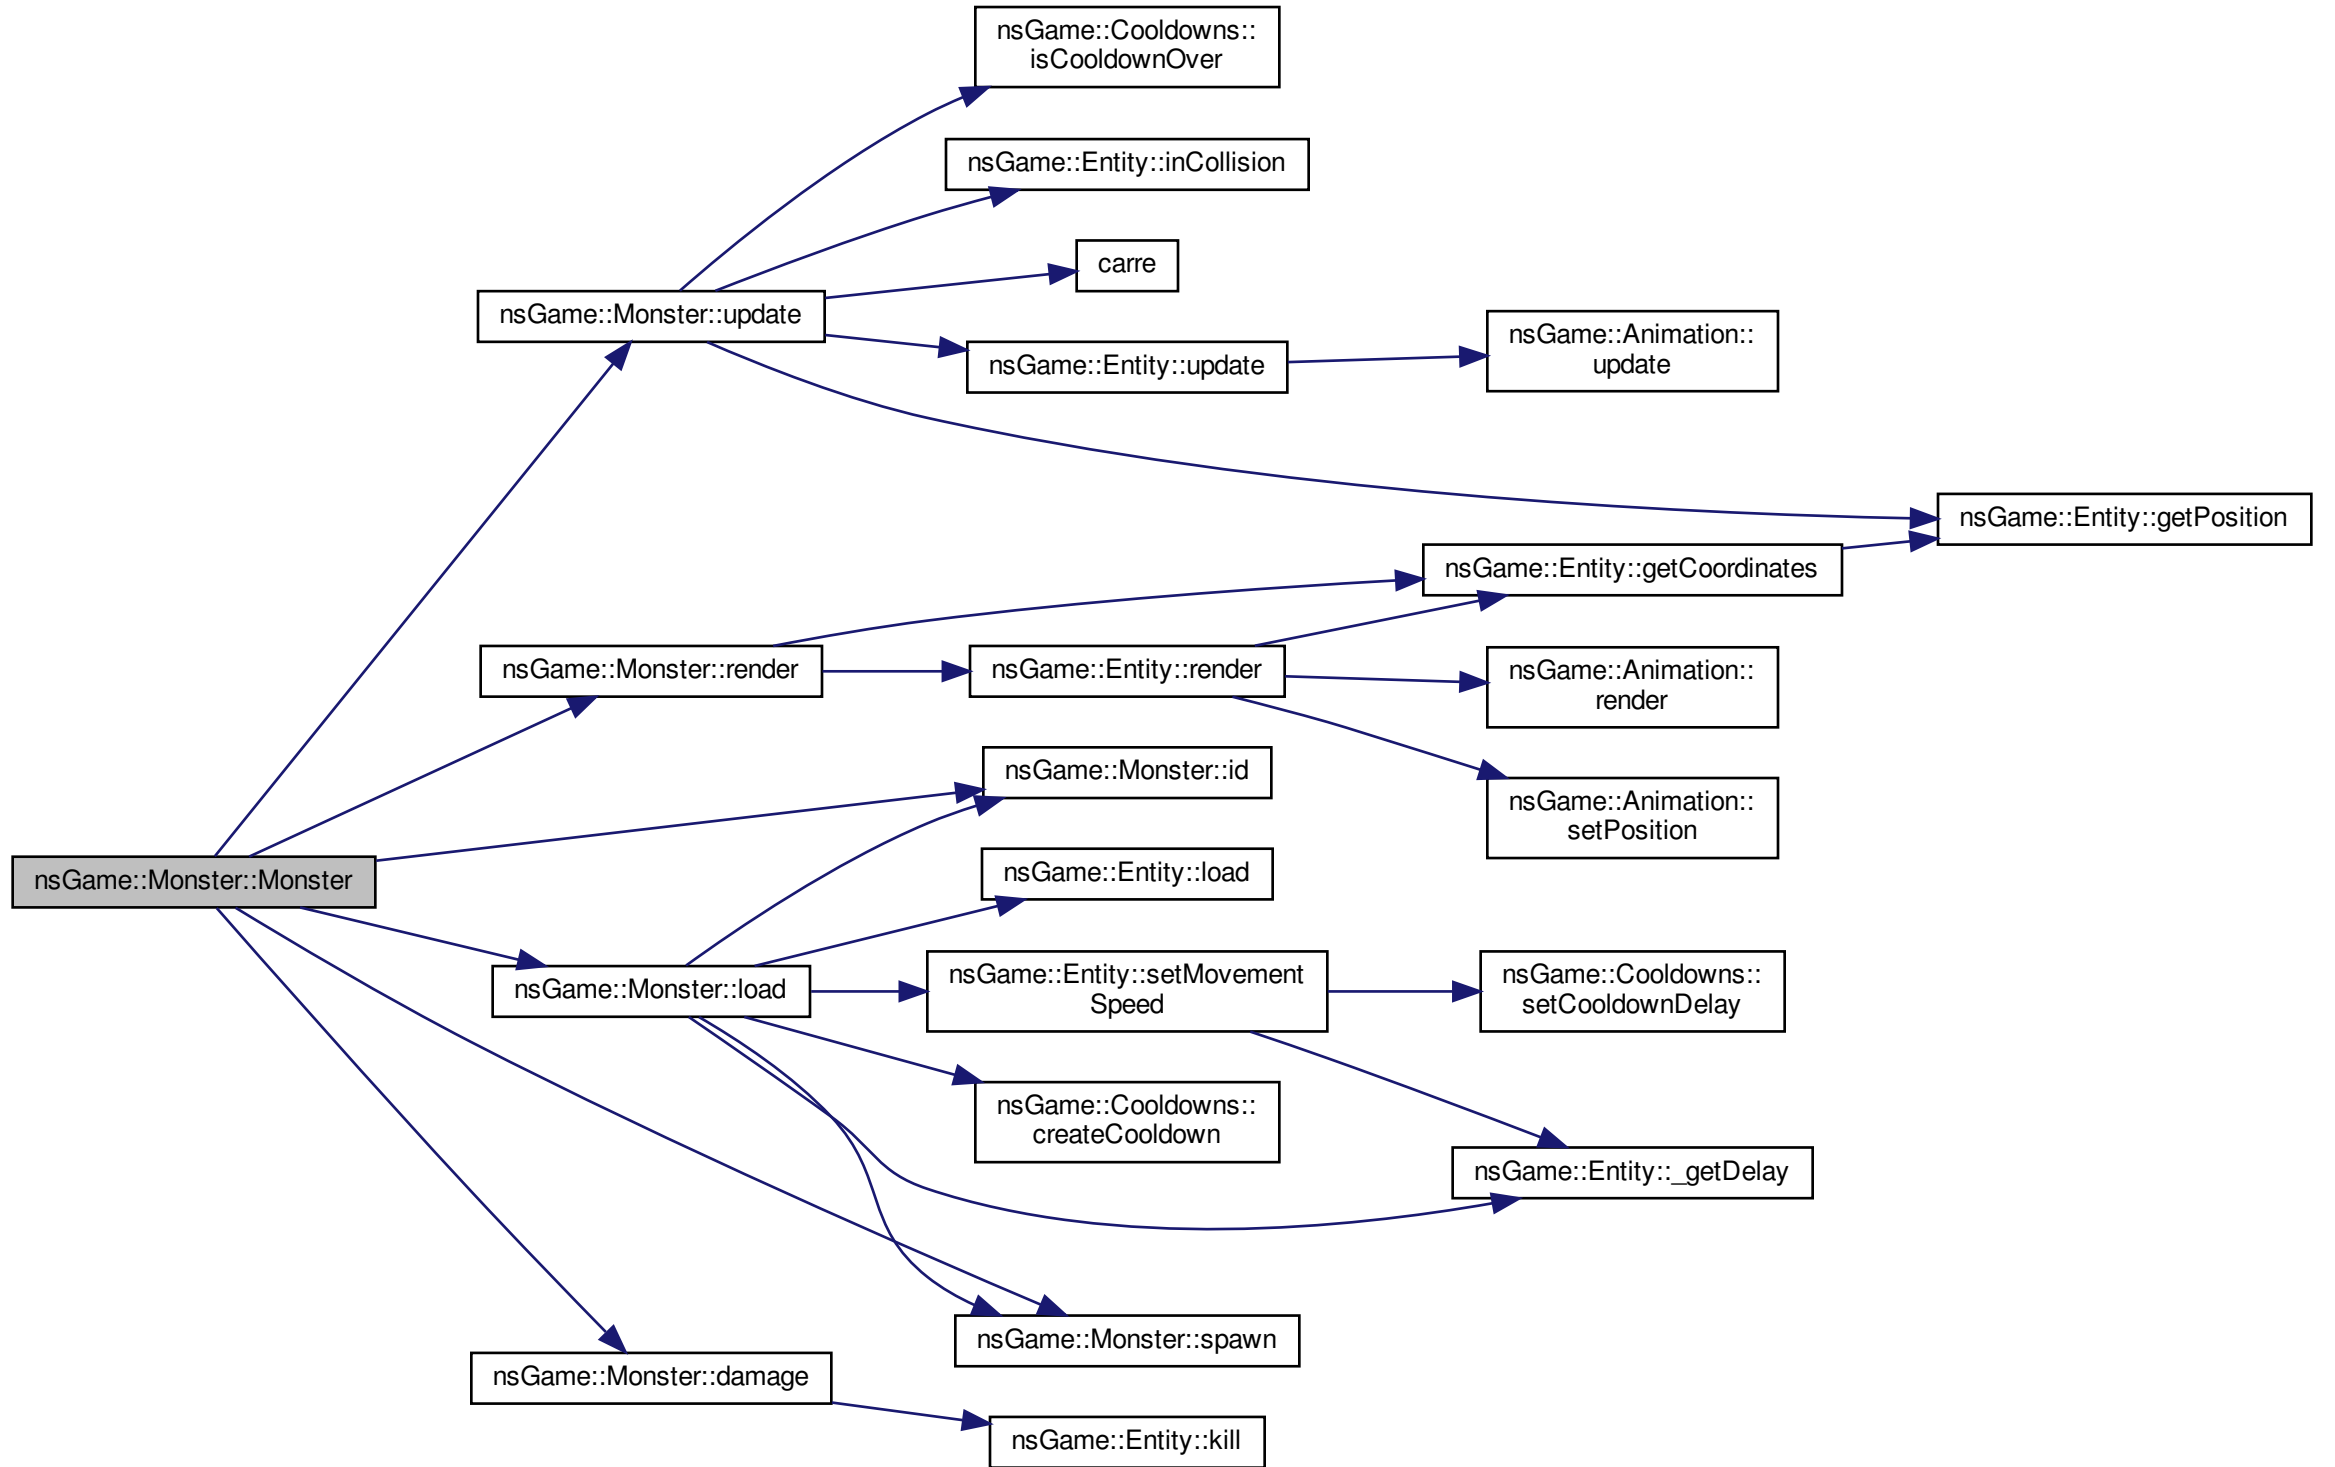 nsGame::Cooldowns::
isCooldownOver
nsGame::Entity::inCollision
carre
nsGame::Monster::update
nsGame::Animation::
update
nsGame::Entity::update
nsGame::Entity::getPosition
nsGame::Entity::getCoordinates
nsGame::Monster::render
nsGame::Entity::render
nsGame::Animation::
render
nsGame::Monster::id
nsGame::Animation::
setPosition
nsGame::Monster::Monster
nsGame::Entity::load
nsGame::Monster::load
nsGame::Entity::setMovement
Speed
nsGame::Cooldowns::
setCooldownDelay
nsGame::Cooldowns::
createCooldown
nsGame::Entity::_getDelay
nsGame::Monster::spawn
nsGame::Monster::damage
nsGame::Entity::kill